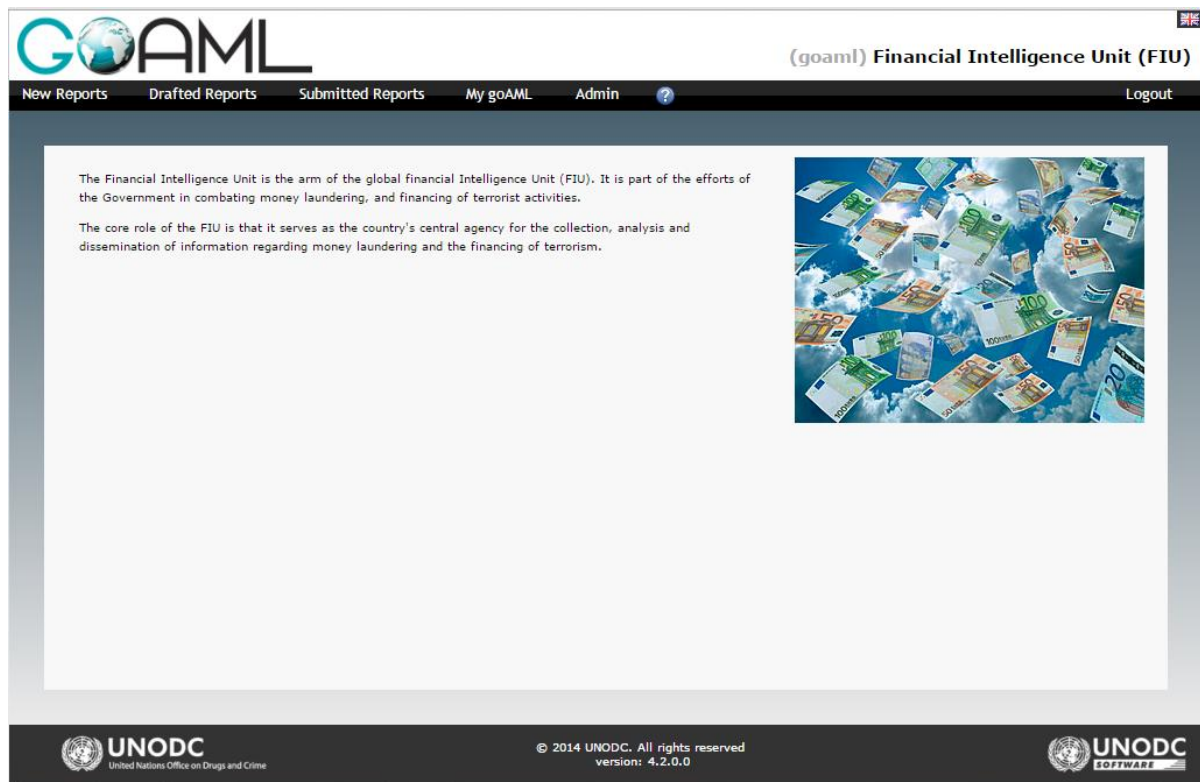 GOAML
(goaml) Financial Intelligence Unit (FIU)
New Reports Drafted Reports Submitted Reports My goAML Admin ? Logout
The Financial Intelligence Unit is the arm of the global financial Intelligence Unit (FIU). It is part of the efforts of
the Government in combating money laundering, and financing of terrorist activities.
The core role of the FIU is that it serves as the country's central agency for the collection, analysis and
dissemination of information regarding money laundering and the financing of terrorism.
UNODC
United Nations Office on Drugs and Crime
© 2014 UNODC. All rights reserved
version: 4.2.0.0
UNODC
SOFTWARE